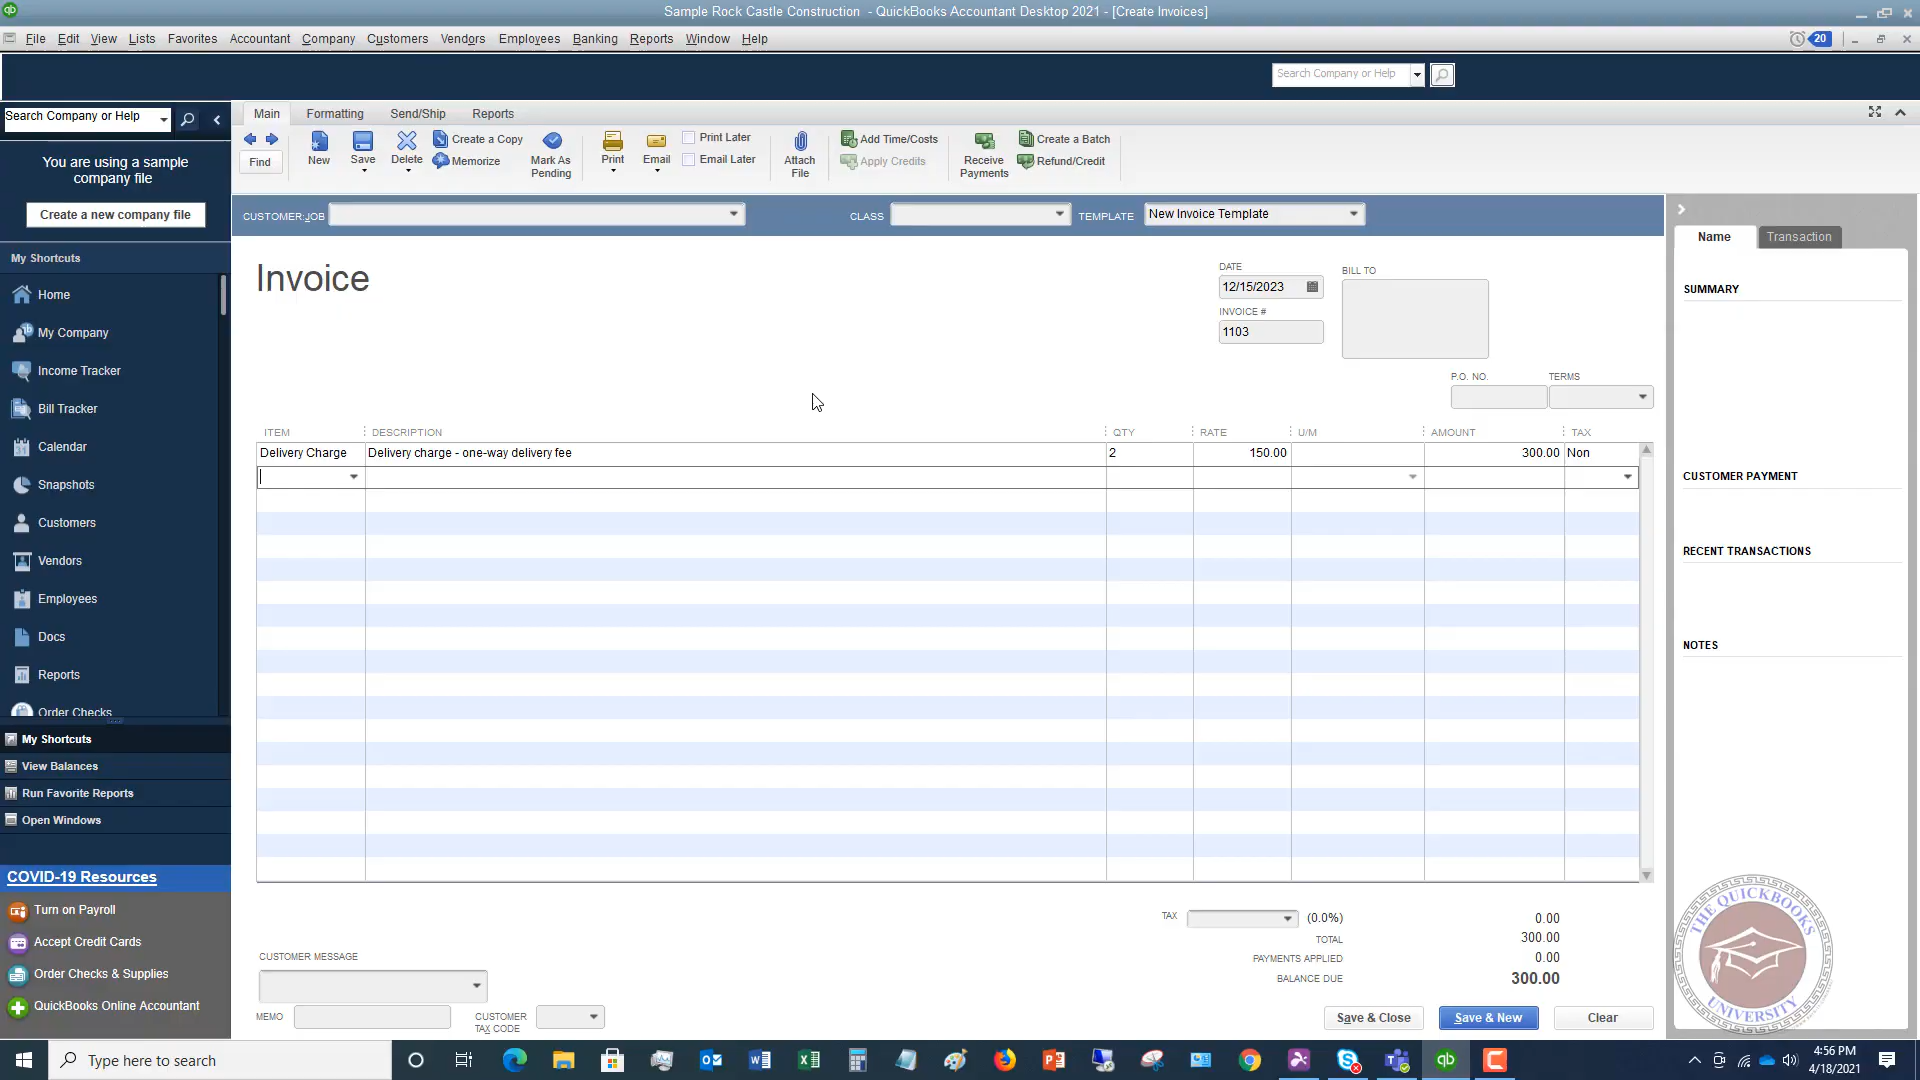 Sample Rock Castle Construction - QuickBooks Accountant Desktop 2021 - [Create Invoices]
File Edit View Lists Favorites Accountant Company Customers Vendors Employees Banking Reports Window Help
20
Search Company or Help
Search Company or Help
You are using a sample
company file
Create a new company file
My Shortcuts
Home
My Company
Income Tracker
Bill Tracker
Calendar
Snapshots
Customers
Vendors
Employees
Docs
Reports
Order Checks
My Shortcuts
View Balances
Run Favorite Reports
Open Windows
COVID-19 Resources
Turn on Payroll
Accept Credit Cards
Order Checks & Supplies
QuickBooks Online Accountant
Main Formatting Send/Ship Reports
Find
New
Save
Delete
Create a Copy
Memorize
Mark As
Pending
Print
Email
Print Later
Email Later
Attach
File
Add Time/Costs
Apply Credits
Receive
Payments
Create a Batch
Refund/Credit
CUSTOMER:JOB CLASS TEMPLATE New Invoice Template
Invoice
DATE
12/15/2023
INVOICE #
1103
BILL TO
P.O. NO. TERMS
ITEM DESCRIPTION QTY RATE U/M AMOUNT TAX
Delivery Charge Delivery charge - one-way delivery fee 2 150.00 300.00 Non
TAX (0.0%) 0.00
TOTAL 300.00
PAYMENTS APPLIED 0.00
BALANCE DUE 300.00
CUSTOMER MESSAGE
MEMO
CUSTOMER
TAX CODE
Save & Close Save & New Clear
Name Transaction
SUMMARY
CUSTOMER PAYMENT
RECENT TRANSACTIONS
NOTES
THE QUICKBOOKS
UNIVERSITY
Type here to search
4:56 PM
4/18/2021